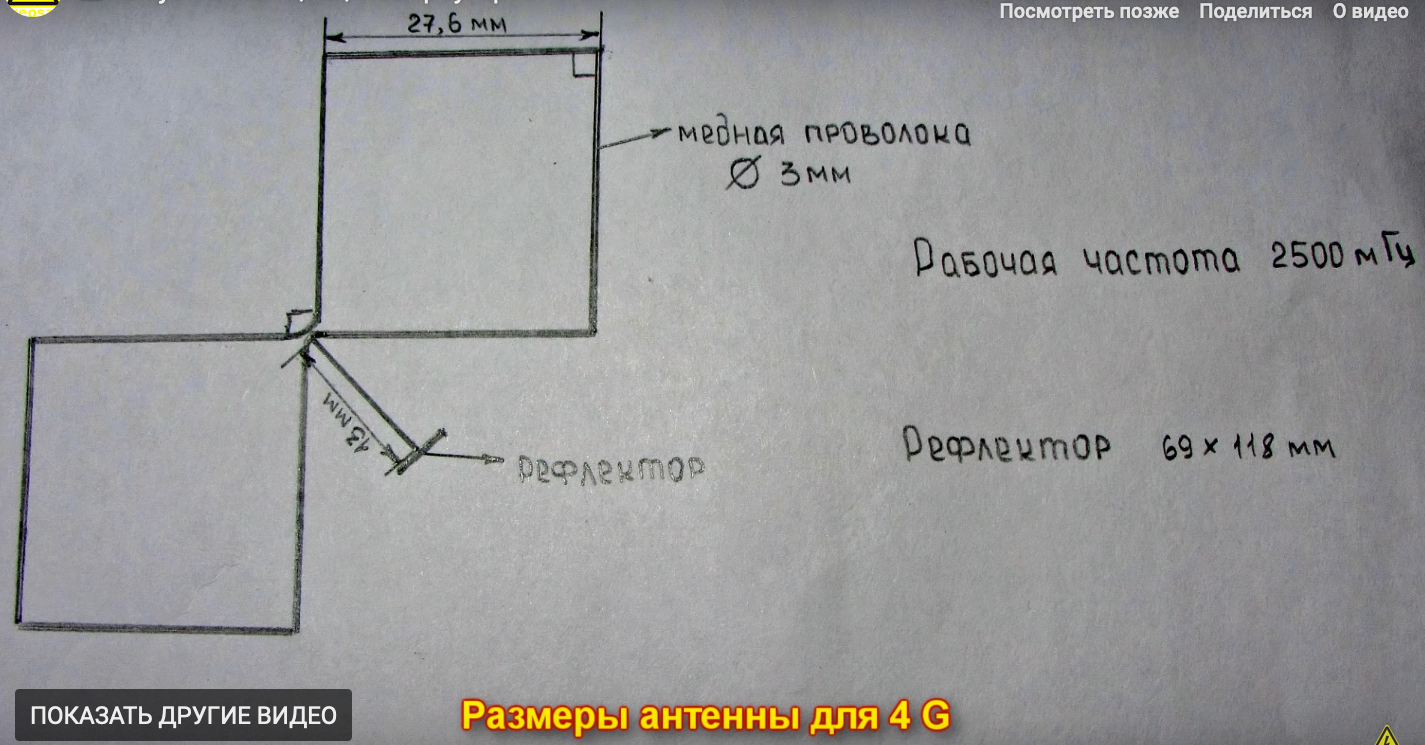 Посмотреть позже Поделиться О видео
27,6 мм
медная проволока
Ø 3мм
Рабочая частота 2500 мГц
13 мм
рефлектор
Рефлектор 69 × 118 мм
ПОКАЗАТЬ ДРУГИЕ ВИДЕО
Размеры антенны для 4 G